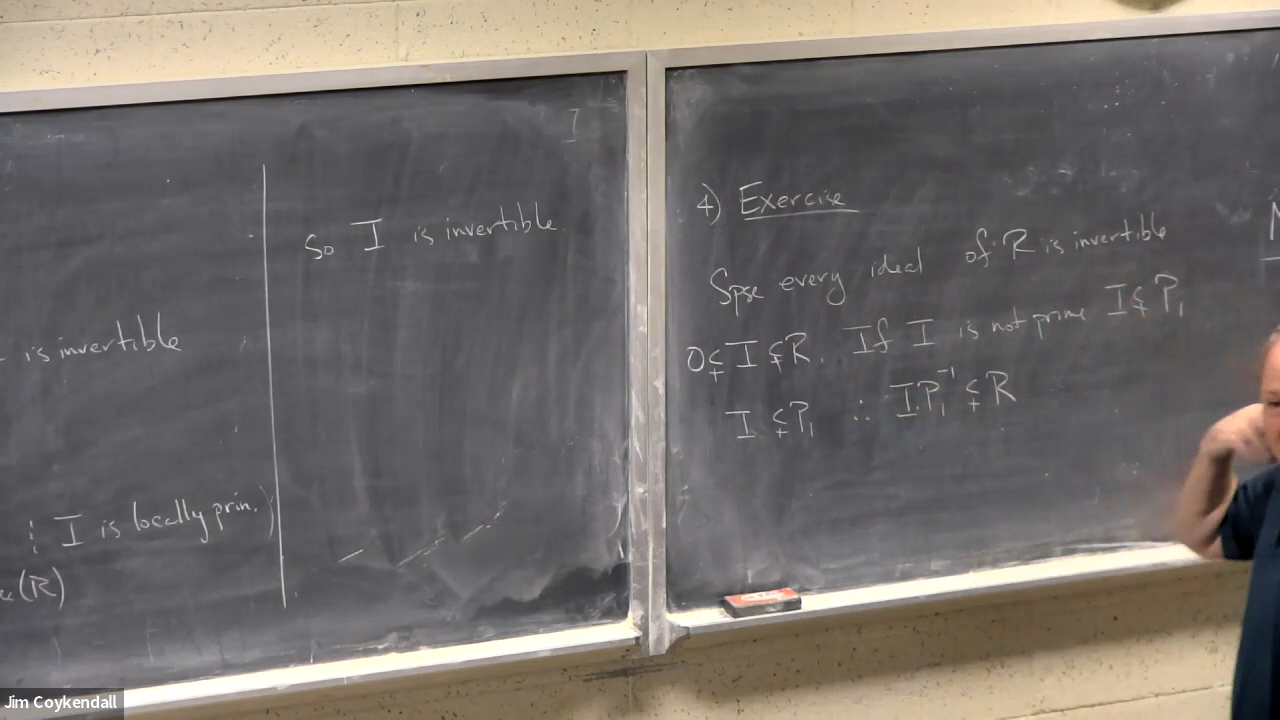 is invertible
I is locally prin.)
(R)
So I is invertible.
I
4) Exercise
Spse every ideal of R is invertible
0 ⊊ I ⊊ R. If I is not prime I ⊊ P₁
I ⊊ P₁ ∴ IP₁⁻¹ ⊊ R
Jim Coykendall